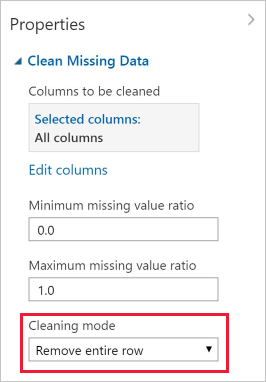 Properties
Clean Missing Data
Columns to be cleaned
Selected columns:
All columns
Edit columns
Minimum missing value ratio
0.0
Maximum missing value ratio
1.0
Cleaning mode
Remove entire row